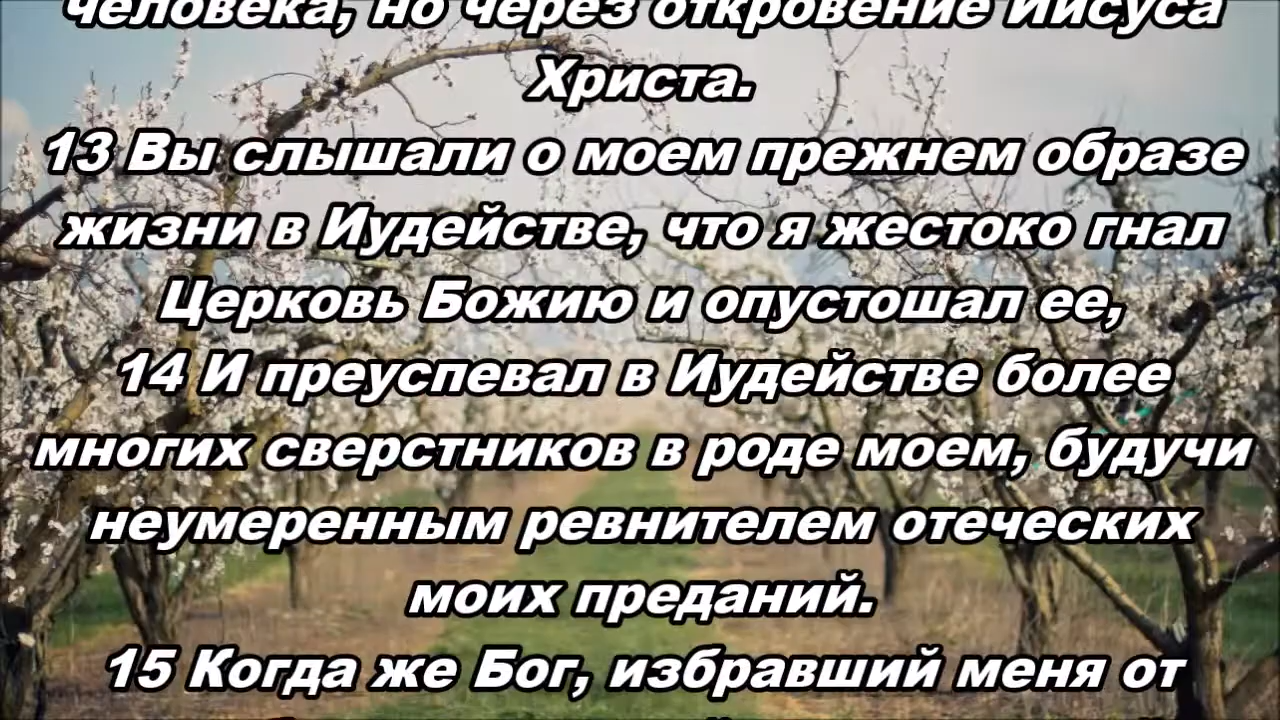 человека, но через откровение Иисуса
Христа.
13 Вы слышали о моем прежнем образе
жизни в Иудействе, что я жестоко гнал
Церковь Божию и опустошал ее,
14 И преуспевал в Иудействе более
многих сверстников в роде моем, будучи
неумеренным ревнителем отеческих
моих преданий.
15 Когда же Бог, избравший меня от